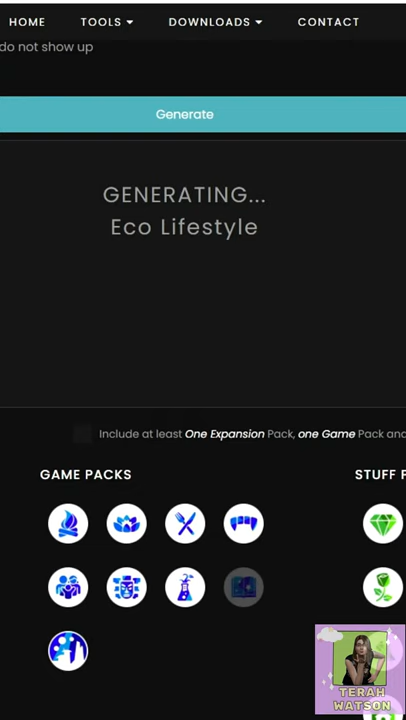 HOME TOOLS DOWNLOADS CONTACT
do not show up
Generate
GENERATING...
Eco Lifestyle
Include at least One Expansion Pack, one Game Pack and
GAME PACKS
STUFF P
TERAH
WATSON